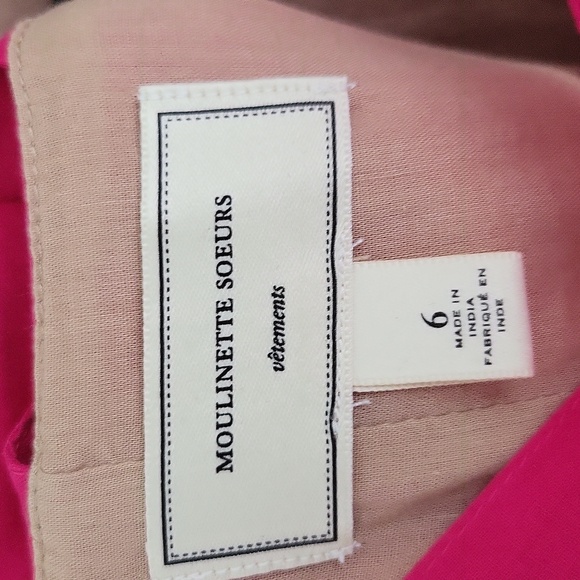 MOULINETTE SOEURS
vêtements
6
MADE IN
INDIA
FABRIQUÉ EN
INDE